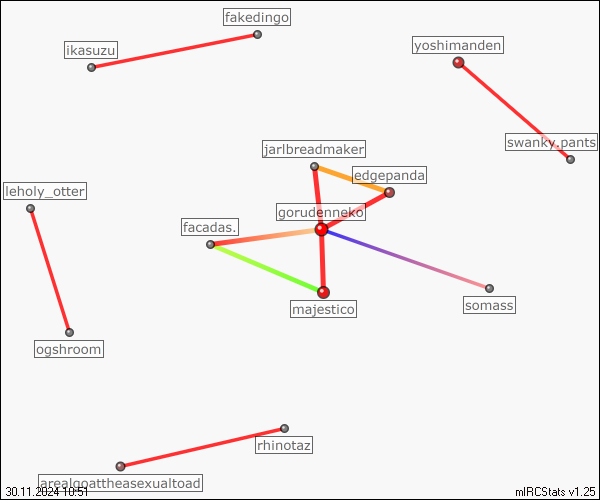 fakedingo
ikasuzu
yoshimanden
swanky.pants
jarlbreadmaker
edgepanda
leholy_otter
gorudenneko
facadas.
somass
majestico
ogshroom
rhinotaz
arealgoattheasexualtoad
30.11.2024 10:51
mIRCStats v1.25